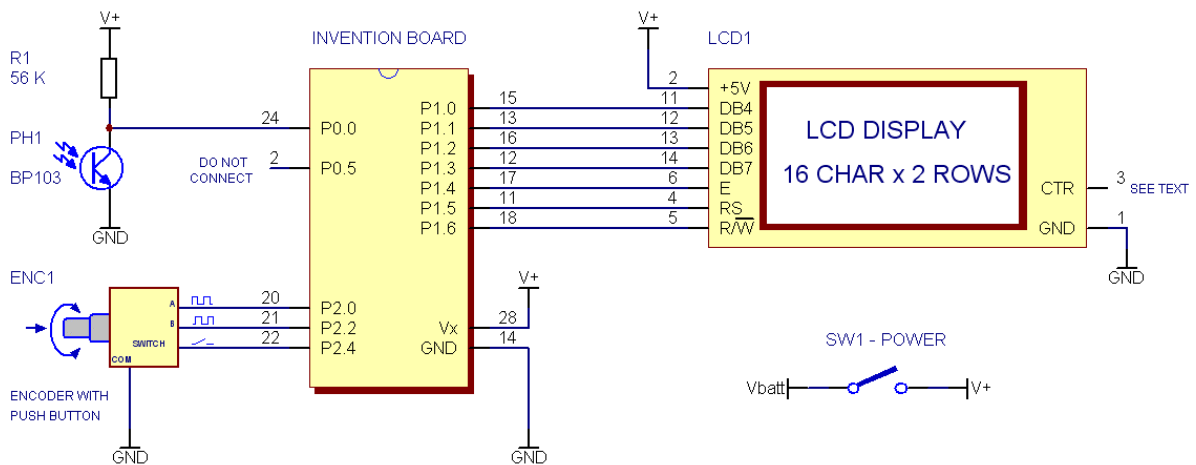 V+
R1
56 K
PH1
BP103
GND
INVENTION BOARD
24
P0.0
DO NOT
CONNECT
2
P0.5
P1.0
15
P1.1
13
P1.2
16
P1.3
12
P1.4
17
P1.5
11
P1.6
18
V+
LCD1
2
+5V
11
DB4
12
DB5
13
DB6
14
DB7
6
E
4
RS
5
R/W
LCD DISPLAY
16 CHAR x 2 ROWS
CTR
3
SEE TEXT
GND
1
GND
ENC1
A
B
SWITCH
COM
20
P2.0
21
P2.2
22
P2.4
ENCODER WITH
PUSH BUTTON
GND
V+
Vx
28
GND
14
GND
SW1 - POWER
Vbatt
V+